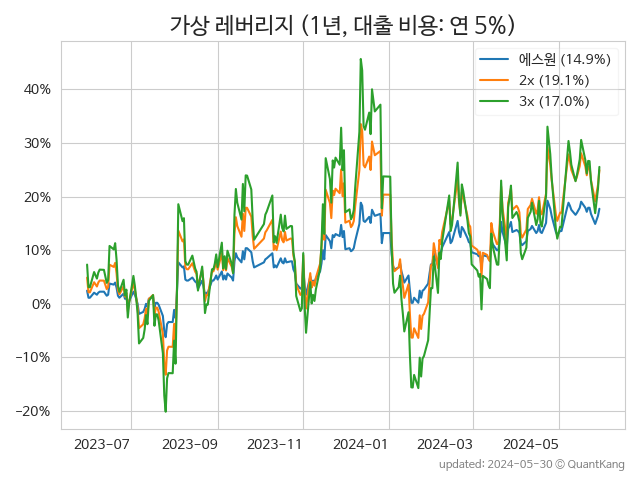 가상 레버리지 (1년, 대출 비용: 연 5%)
에스원 (14.9%)
2x (19.1%)
3x (17.0%)
40%
30%
20%
10%
0%
−10%
−20%
2023-07 2023-09 2023-11 2024-01 2024-03 2024-05
updated: 2024-05-30 © QuantKang